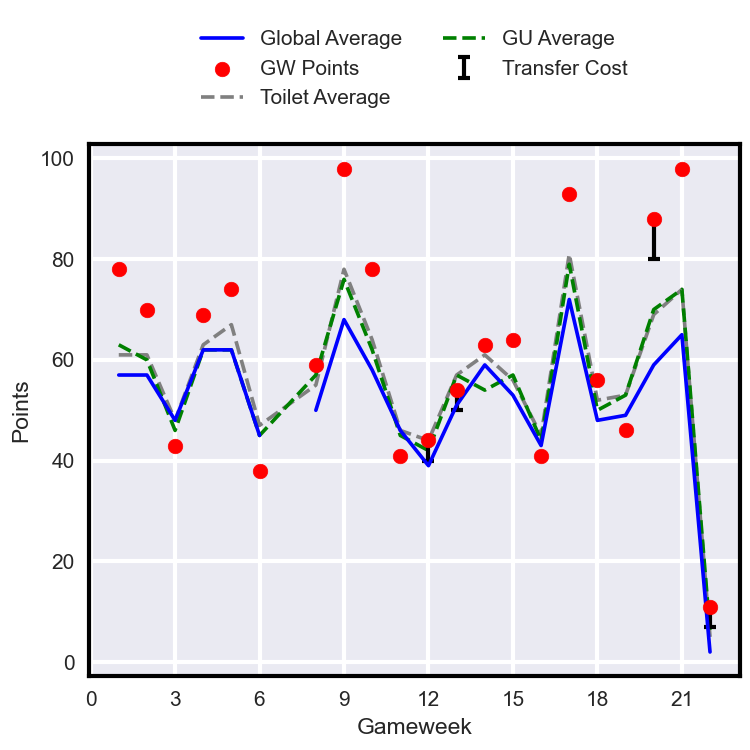 Global Average
GW Points
Toilet Average
GU Average
Transfer Cost
Points
100
80
60
40
20
0
0 3 6 9 12 15 18 21
Gameweek